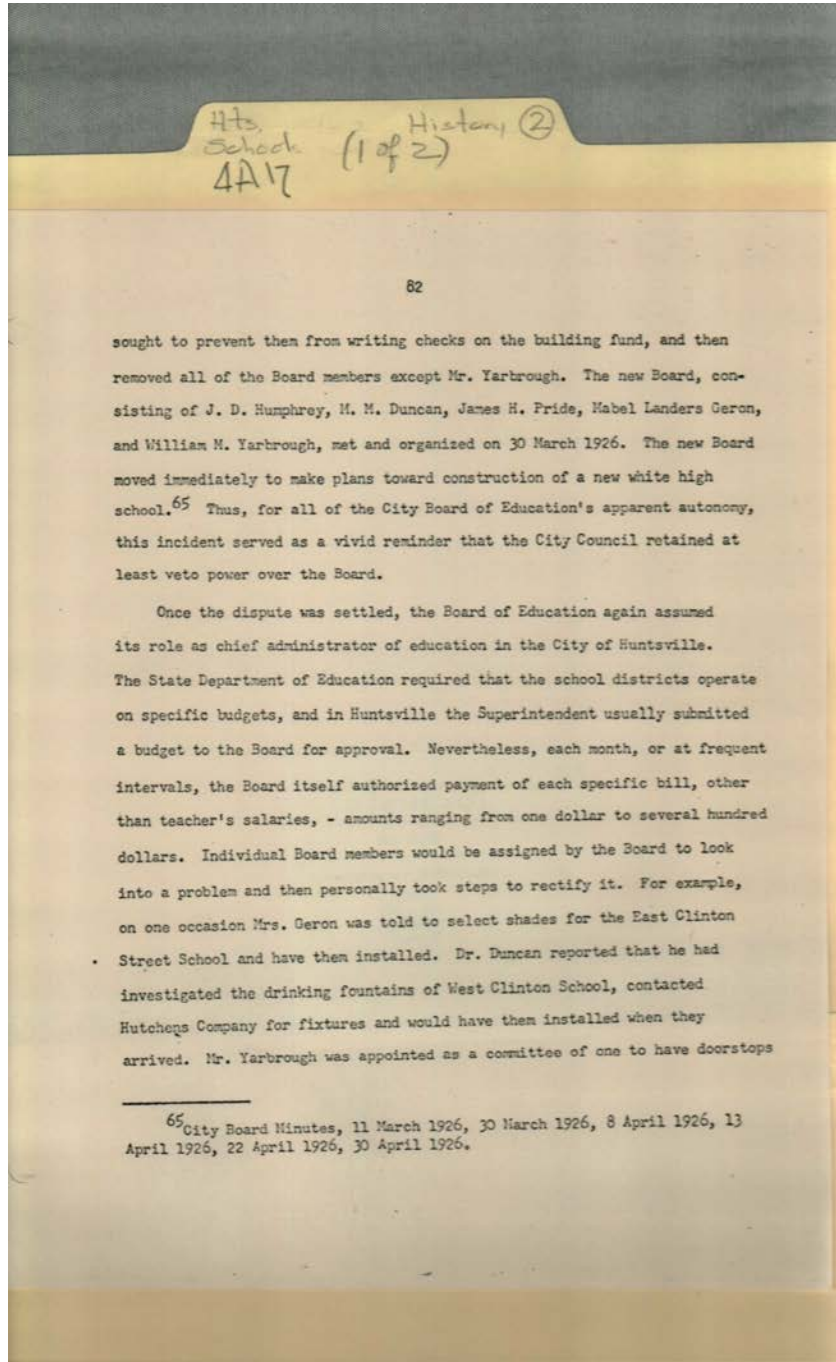 Hts. History ②
School (1 of 2)
4A17
82
sought to prevent them from writing checks on the building fund, and then
removed all of the Board members except Mr. Yarbrough. The new Board, con-
sisting of J. D. Humphrey, M. M. Duncan, James H. Pride, Mabel Landers Geron,
and William M. Yarbrough, met and organized on 30 March 1926. The new Board
moved immediately to make plans toward construction of a new white high
school.65 Thus, for all of the City Board of Education's apparent autonomy,
this incident served as a vivid reminder that the City Council retained at
least veto power over the Board.
Once the dispute was settled, the Board of Education again assumed
its role as chief administrator of education in the City of Huntsville.
The State Department of Education required that the school districts operate
on specific budgets, and in Huntsville the Superintendent usually submitted
a budget to the Board for approval. Nevertheless, each month, or at frequent
intervals, the Board itself authorized payment of each specific bill, other
than teacher's salaries, - amounts ranging from one dollar to several hundred
dollars. Individual Board members would be assigned by the Board to look
into a problem and then personally took steps to rectify it. For example,
on one occasion Mrs. Geron was told to select shades for the East Clinton
Street School and have them installed. Dr. Duncan reported that he had
investigated the drinking fountains of West Clinton School, contacted
Hutchens Company for fixtures and would have them installed when they
arrived. Mr. Yarbrough was appointed as a committee of one to have doorstops
65City Board Minutes, 11 March 1926, 30 March 1926, 8 April 1926, 13
April 1926, 22 April 1926, 30 April 1926.